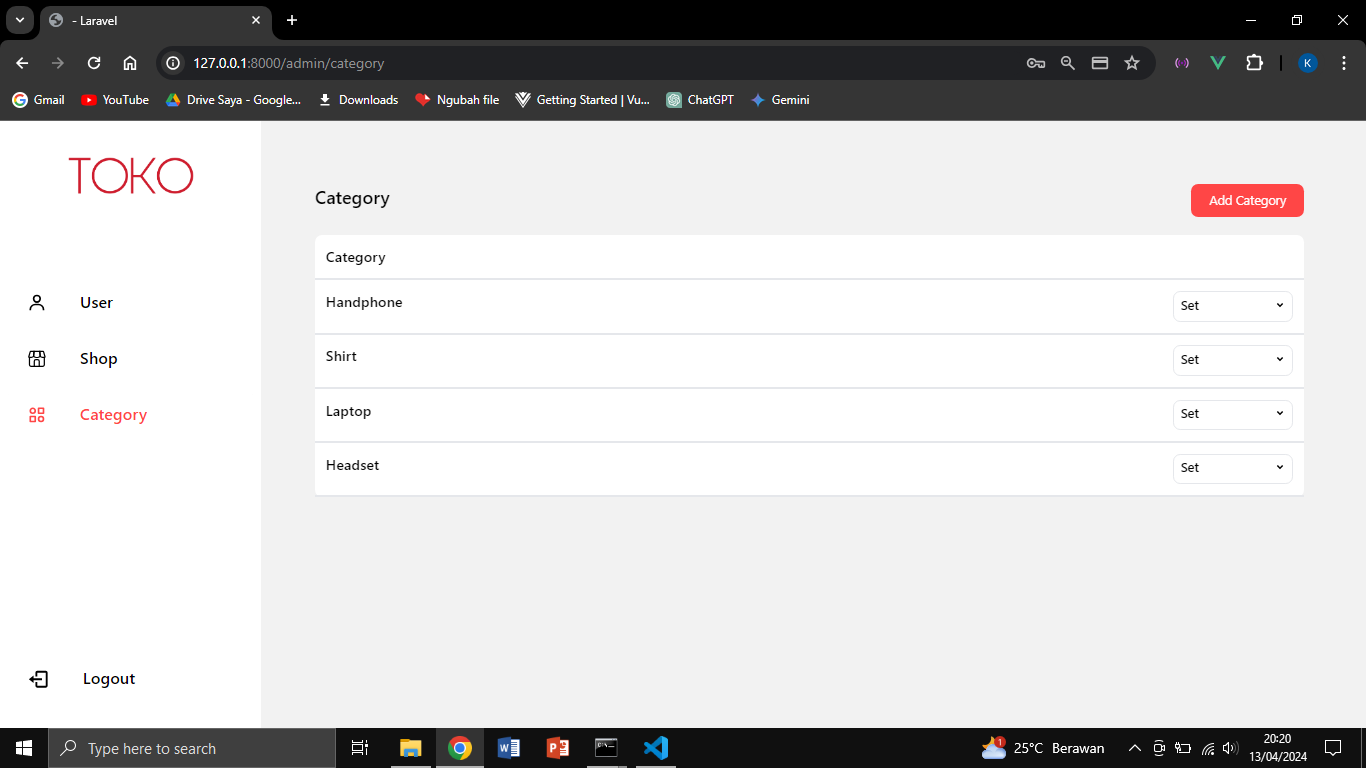 - Laravel
127.0.0.1:8000/admin/category
K
Gmail YouTube Drive Saya - Google... Downloads Ngubah file Getting Started | Vu... ChatGPT Gemini
TOKO
User
Shop
Category
Logout
Category
Add Category
Category
Handphone Set
Shirt Set
Laptop Set
Headset Set
Type here to search
1
25°C Berawan
20:20
13/04/2024